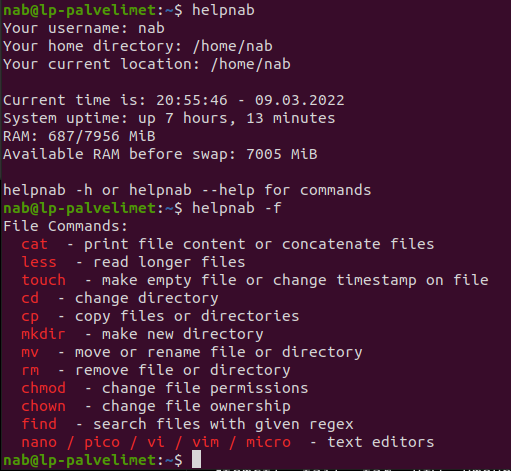 nab@lp-palvelimet:~$ helpnab
Your username: nab
Your home directory: /home/nab
Your current location: /home/nab
Current time is: 20:55:46 - 09.03.2022
System uptime: up 7 hours, 13 minutes
RAM: 687/7956 MiB
Available RAM before swap: 7005 MiB
helpnab -h or helpnab --help for commands
nab@lp-palvelimet:~$ helpnab -f
File Commands:
cat - print file content or concatenate files
less - read longer files
touch - make empty file or change timestamp on file
cd - change directory
cp - copy files or directories
mkdir - make new directory
mv - move or rename file or directory
rm - remove file or directory
chmod - change file permissions
chown - change file ownership
find - search files with given regex
nano / pico / vi / vim / micro - text editors
nab@lp-palvelimet:~$